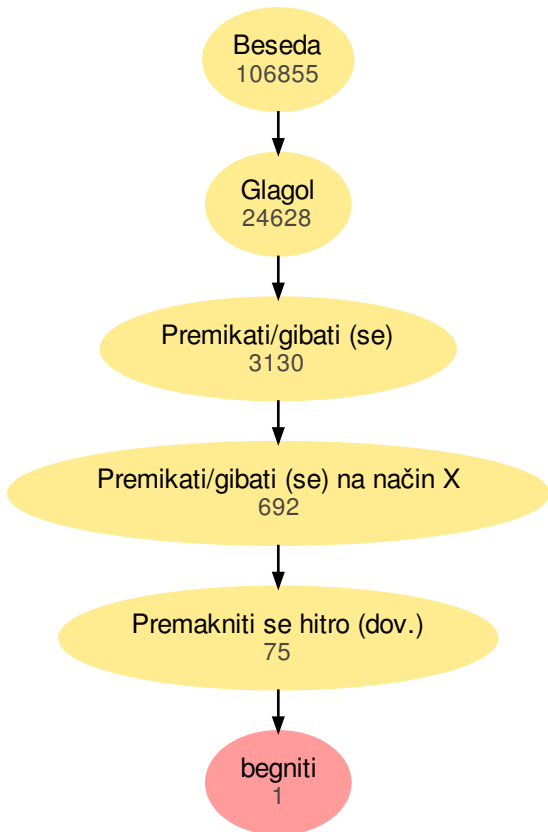 Beseda
106855
Glagol
24628
Premikati/gibati (se)
3130
Premikati/gibati (se) na način X
692
Premakniti se hitro (dov.)
75
begniti
1